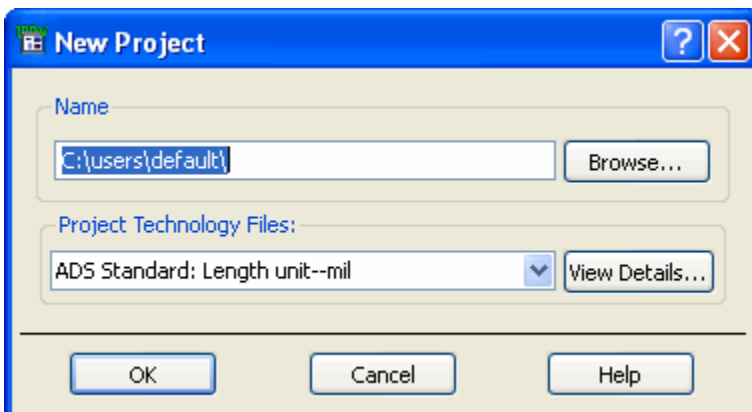 New Project
Name
C:\users\default\
Browse...
Project Technology Files:
ADS Standard: Length unit--mil
View Details...
OK
Cancel
Help